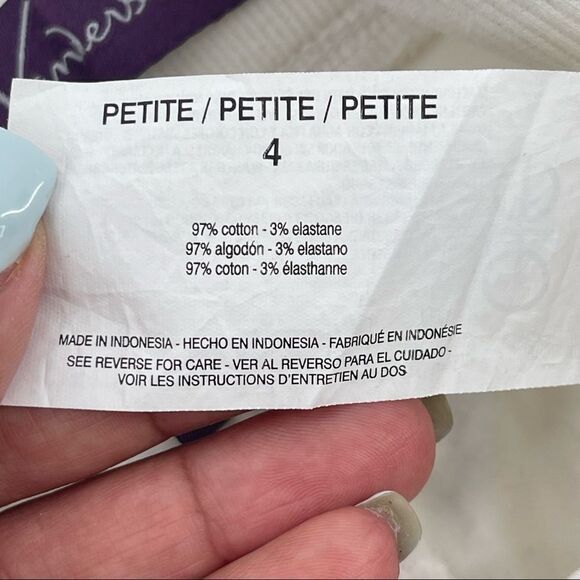 PETITE / PETITE / PETITE
4
97% cotton - 3% elastane
97% algodón - 3% elastano
97% coton - 3% élasthanne
MADE IN INDONESIA - HECHO EN INDONESIA - FABRIQUÉ EN INDONÉSIE
SEE REVERSE FOR CARE - VER AL REVERSO PARA EL CUIDADO -
VOIR LES INSTRUCTIONS D'ENTRETIEN AU DOS